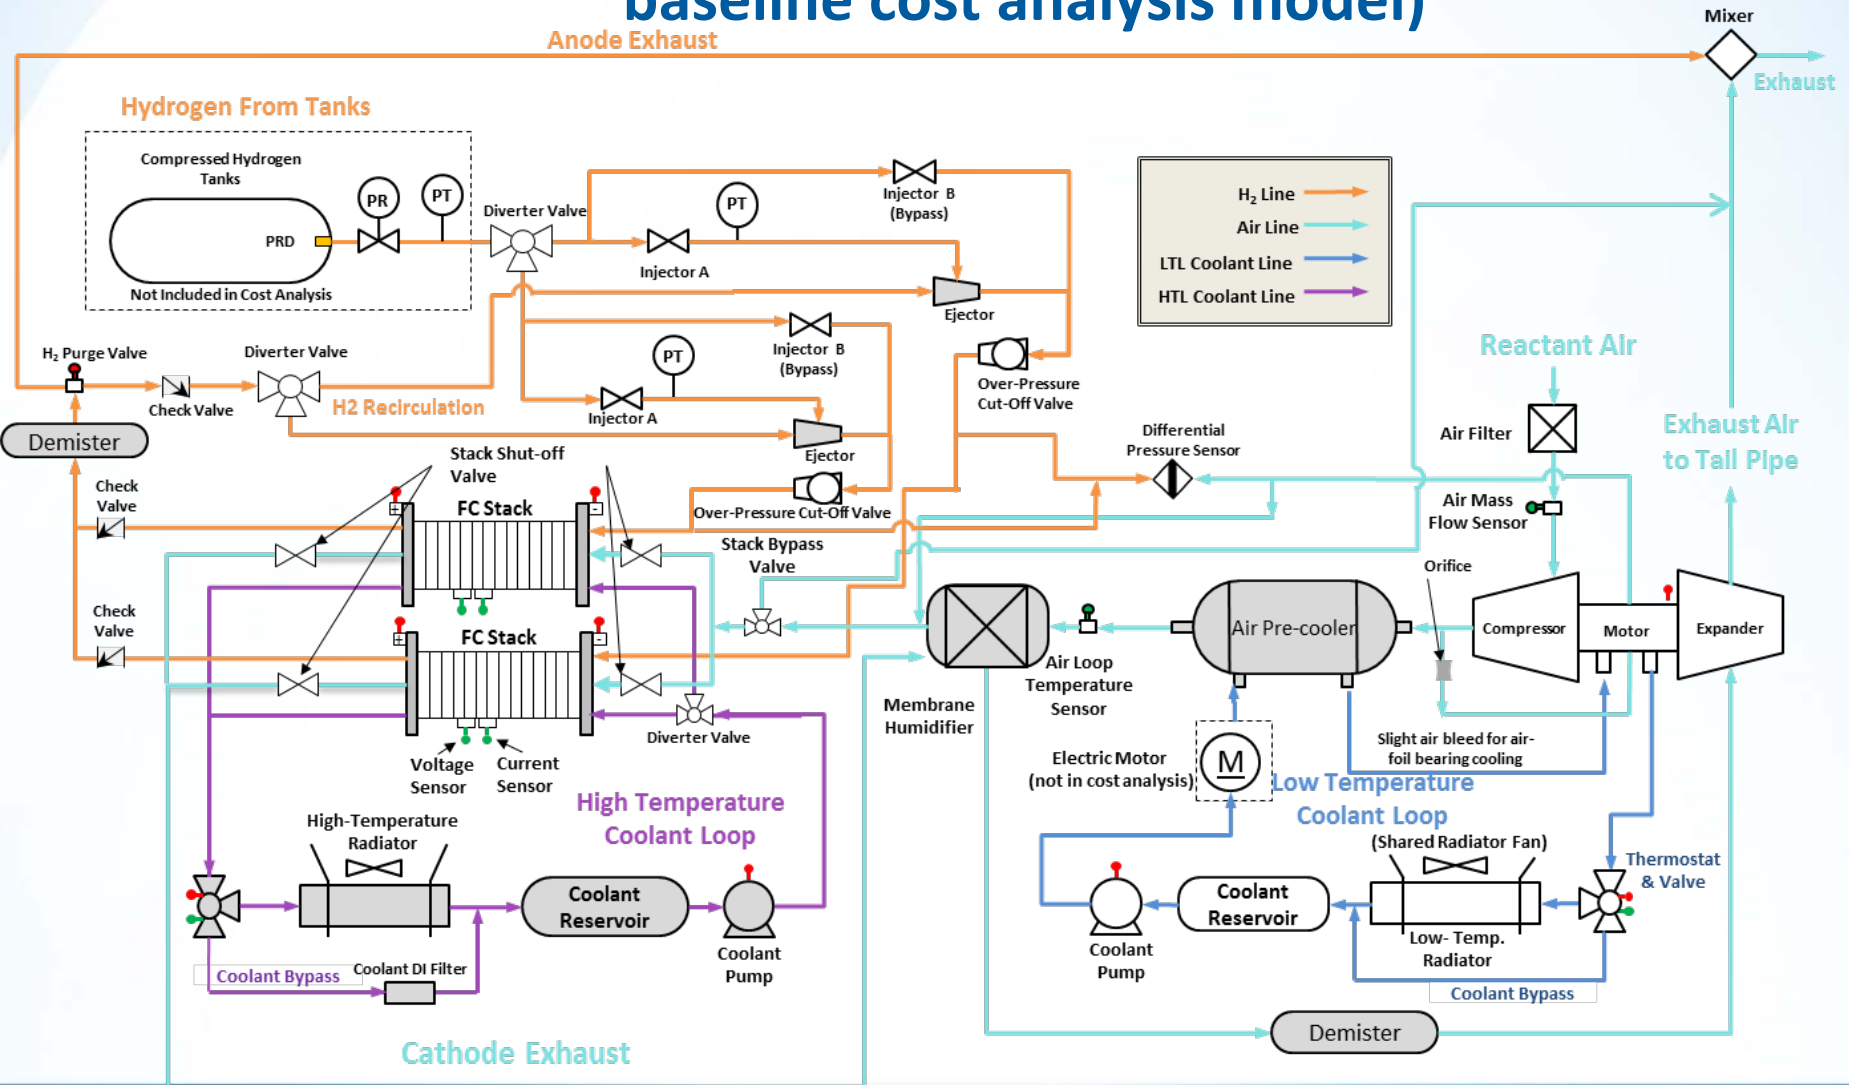 baseline cost analysis model)
Mixer
Anode Exhaust
Exhaust
Hydrogen From Tanks
Compressed Hydrogen
Tanks
PR
PT
PRD
Not Included in Cost Analysis
Diverter Valve
Injector B
(Bypass)
PT
Injector A
Ejector
H₂ Line
Air Line
LTL Coolant Line
HTL Coolant Line
H₂ Purge Valve
Diverter Valve
Check Valve
H2 Recirculation
PT
Injector B
(Bypass)
Injector A
Ejector
Over-Pressure
Cut-Off Valve
Reactant Air
Air Filter
Exhaust Air
to Tail Pipe
Demister
Stack Shut-off
Valve
Differential
Pressure Sensor
Check
Valve
+
FC Stack
-
Over-Pressure Cut-Off Valve
Air Mass
Flow Sensor
Stack Bypass
Valve
Orifice
Check
Valve
+
FC Stack
-
Air Pre-cooler
Compressor
Motor
Expander
Air Loop
Temperature
Sensor
Membrane
Humidifier
Diverter Valve
Slight air bleed for air-
foil bearing cooling
Voltage
Sensor
Current
Sensor
Electric Motor
(not in cost analysis)
M
Low Temperature
Coolant Loop
High Temperature
Coolant Loop
High-Temperature
Radiator
(Shared Radiator Fan)
Thermostat
& Valve
Coolant
Reservoir
Coolant
Reservoir
Coolant
Pump
Coolant
Pump
Low- Temp.
Radiator
Coolant Bypass
Coolant DI Filter
Coolant Bypass
Cathode Exhaust
Demister